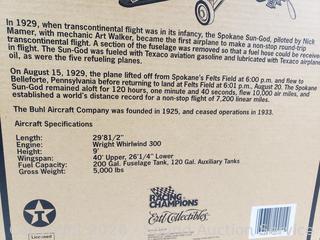 In 1929, when transcontinental flight was in its infancy, the Spokane Sun-God, piloted by Nick
Mamer, with mechanic Art Walker, became the first airplane to make a non-stop round-trip
transcontinental flight. A section of the fuselage was removed so that a fuel hose could be received
in flight. The Sun-God was fueled with Texaco aviation gasoline and lubricated with Texaco airplane
oil, as were the five refueling planes.
On August 15, 1929, the plane lifted off from Spokane's Felts Field at 6:00 p.m. and flew to
Bellefonte, Pennsylvania before returning to land at Felts Field at 6:01 p.m., August 20. The Spokane
Sun-God remained aloft for 120 hours, one minute and 40 seconds, flew 10,000 air miles, and
established a world's distance record for a non-stop flight of 7,200 linear miles.
The Buhl Aircraft Company was founded in 1925, and ceased operations in 1933.
Aircraft Specifications
Length: 29'81/2"
Engine: Wright Whirlwind 300
Height: 9'
Wingspan: 40' Upper, 26'1/4" Lower
Fuel Capacity: 200 Gal. Fuselage Tank, 120 Gal. Auxiliary Tanks
Gross Weight: 5,000 lbs
RACING
CHAMPIONS
Ertl Collectibles
Licensed